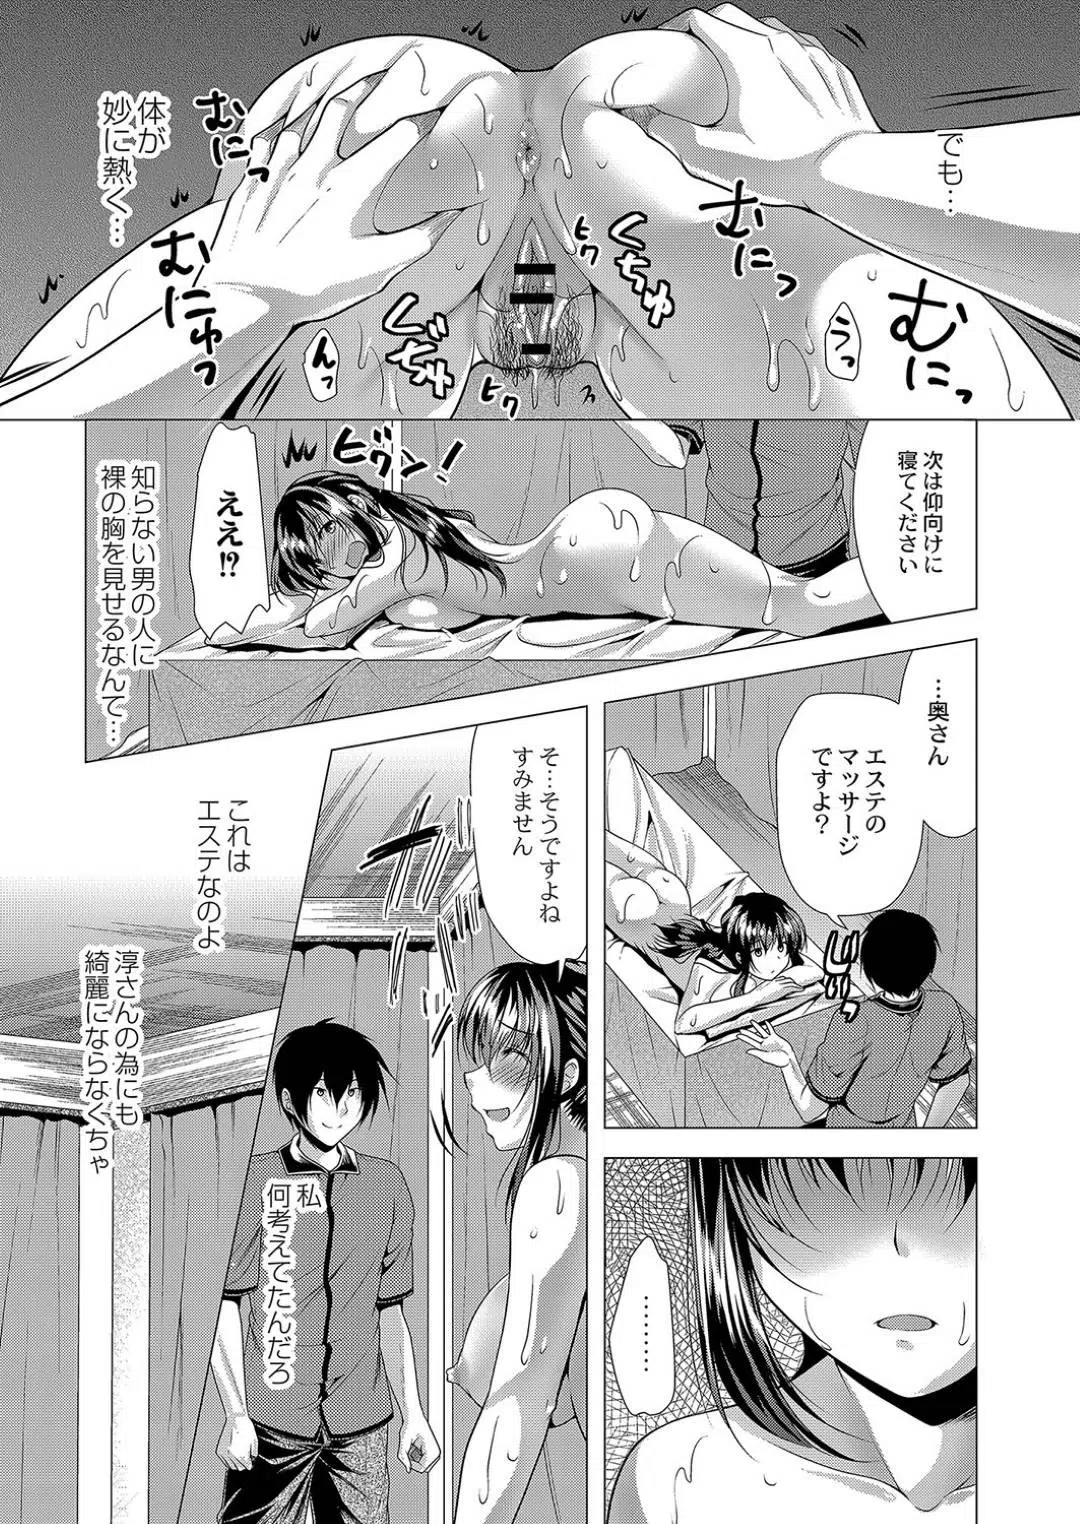 でも…
むにっ
むにっ
うっ
くちゅ
ヒク
ヒク
体が
妙に熱く…
むにっ
むにゅっ
ぐちゅ
んっ
次は仰向けに
寝てください
ビクン!
ええ!?
知らない男の人に
裸の胸を見せるなんて…
…奥さん
エステの
マッサージ
ですよ?
………
そ…そうですよね
すみません
私
何考えてたんだろ
これは
エステなのよ
淳さんの為にも
綺麗にならなくちゃ